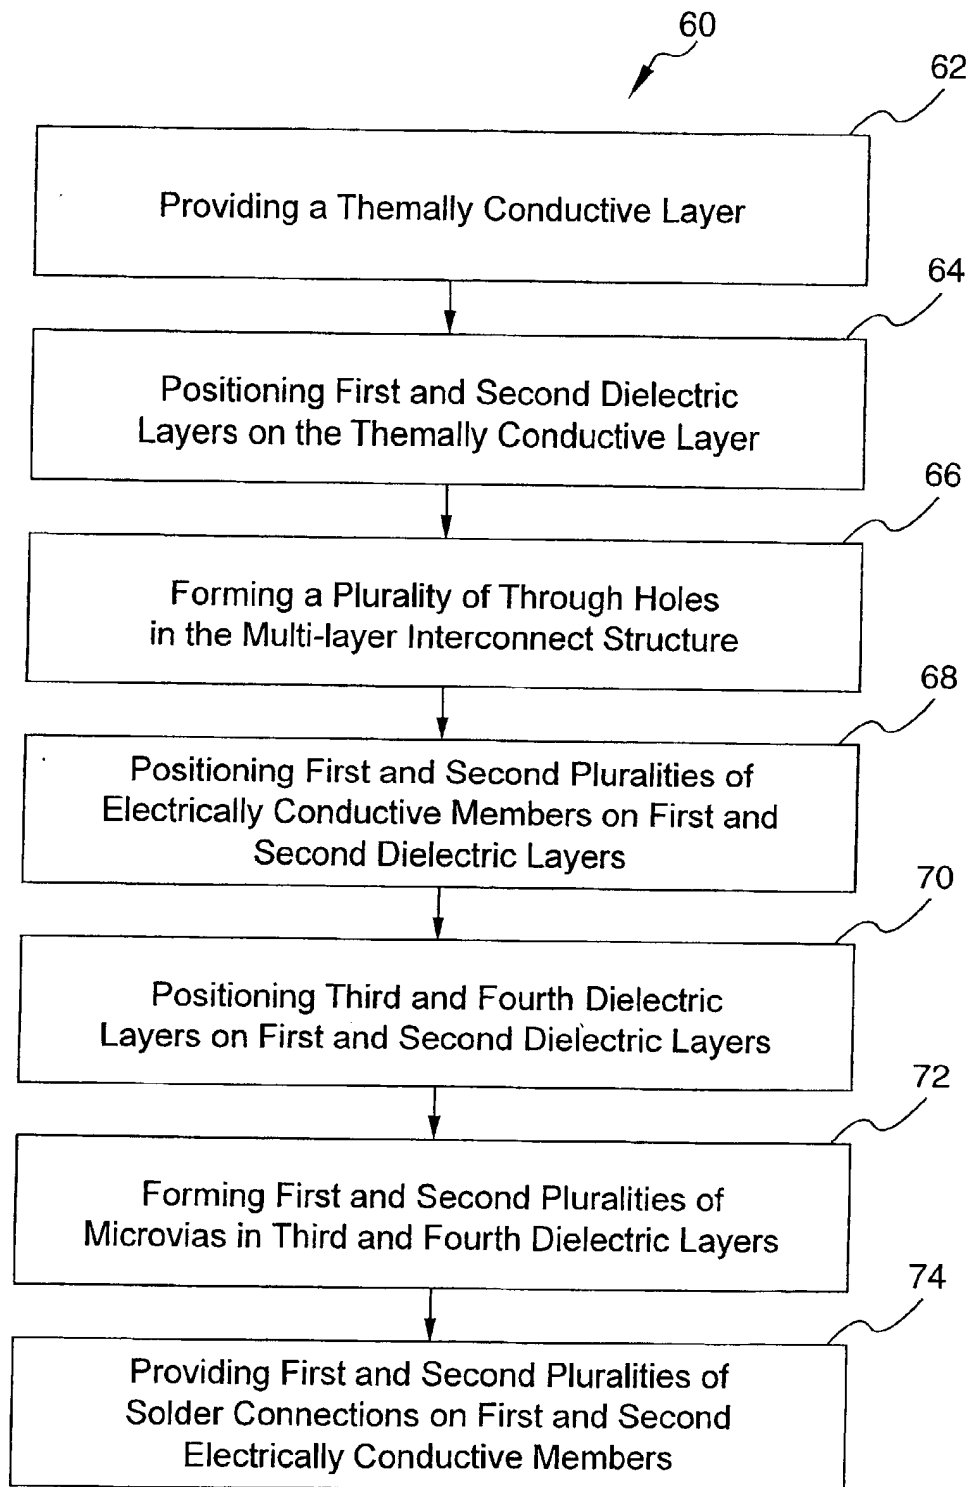 60
62
Providing a Themally Conductive Layer
64
Positioning First and Second Dielectric
Layers on the Themally Conductive Layer
66
Forming a Plurality of Through Holes
in the Multi-layer Interconnect Structure
68
Positioning First and Second Pluralities of
Electrically Conductive Members on First and
Second Dielectric Layers
70
Positioning Third and Fourth Dielectric
Layers on First and Second Dielectric Layers
72
Forming First and Second Pluralities of
Microvias in Third and Fourth Dielectric Layers
74
Providing First and Second Pluralities of
Solder Connections on First and Second
Electrically Conductive Members